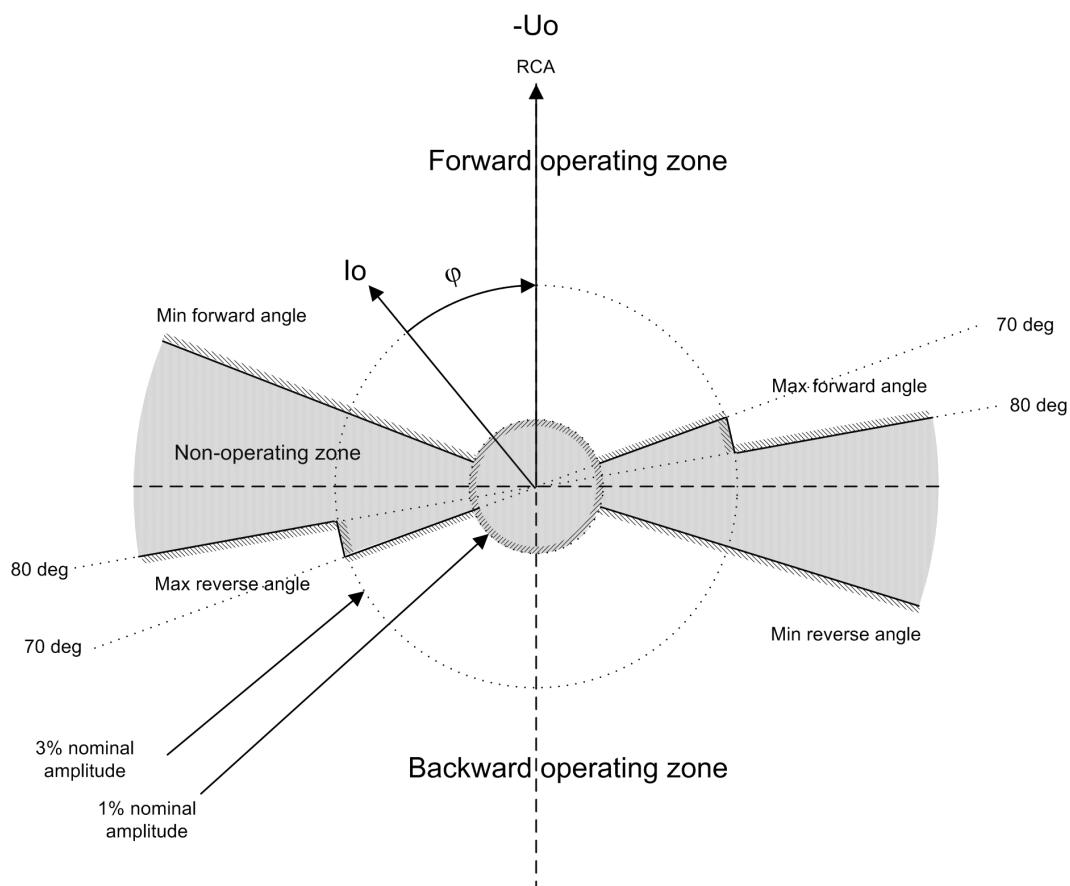 -Uo
RCA
Forward operating zone
Io
φ
Min forward angle
70 deg
Max forward angle
80 deg
Non-operating zone
80 deg
Max reverse angle
70 deg
Min reverse angle
3% nominal
amplitude
Backward operating zone
1% nominal
amplitude